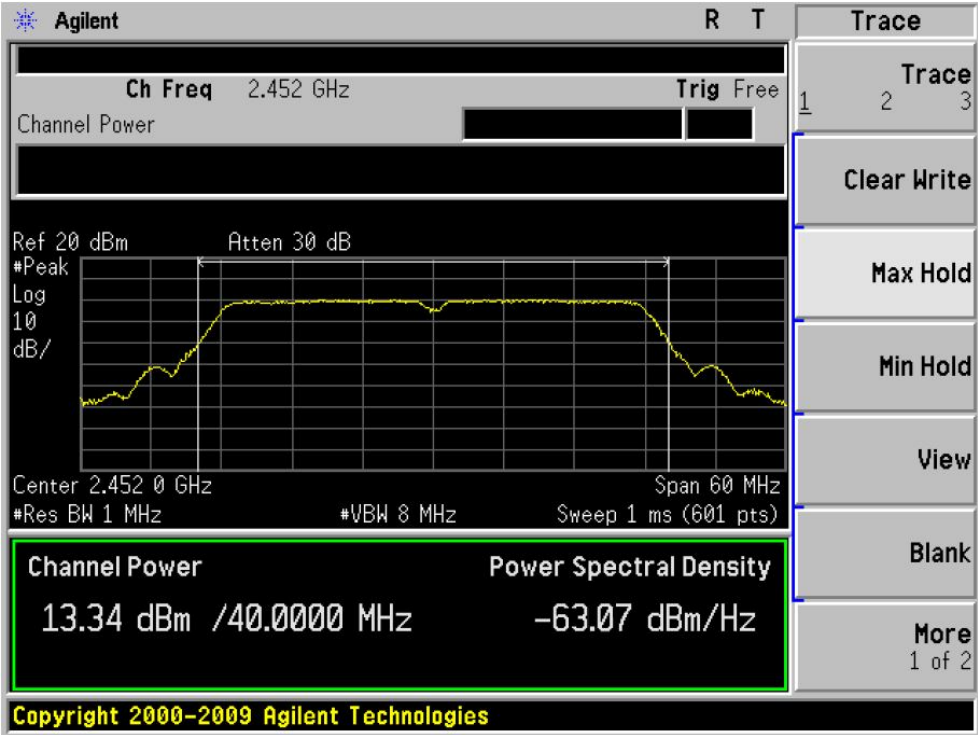 Agilent R T Trace
Ch Freq 2.452 GHz Trig Free
Channel Power
Trace
1 2 3
Clear Write
Ref 20 dBm Atten 30 dB
#Peak
Log
10
dB/
Max Hold
Min Hold
View
Center 2.452 0 GHz Span 60 MHz
#Res BW 1 MHz #VBW 8 MHz Sweep 1 ms (601 pts)
Blank
Channel Power Power Spectral Density
13.34 dBm /40.0000 MHz -63.07 dBm/Hz
More
1 of 2
Copyright 2000-2009 Agilent Technologies